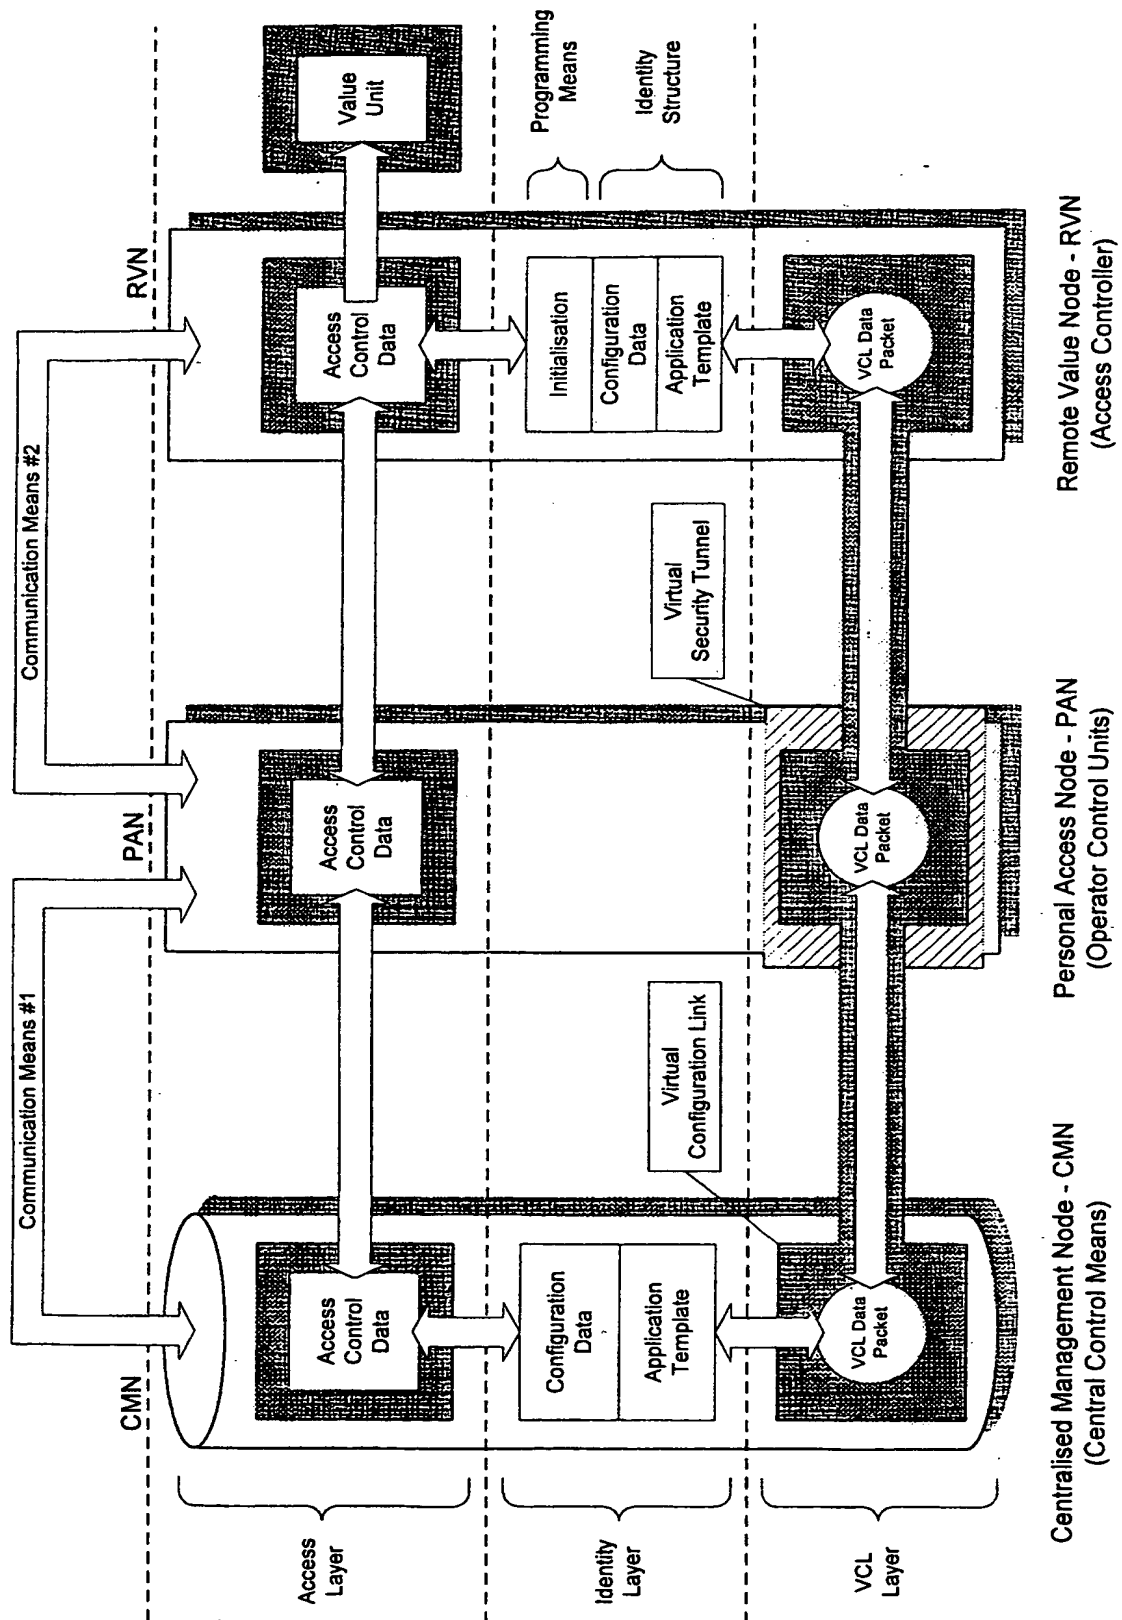 Communication Means #1
Communication Means #2
CMN
PAN
RVN
Access
Layer
Access
Control
Data
Access
Control
Data
Access
Control
Data
Value
Unit
Identity
Layer
Configuration
Data
Application
Template
Virtual
Configuration Link
Virtual
Security Tunnel
Initialisation
Configuration
Data
Application
Template
Programming
Means
Identity
Structure
VCL
Layer
VCL Data
Packet
VCL Data
Packet
VCL Data
Packet
Centralised Management Node - CMN
(Central Control Means)
Personal Access Node - PAN
(Operator Control Units)
Remote Value Node - RVN
(Access Controller)